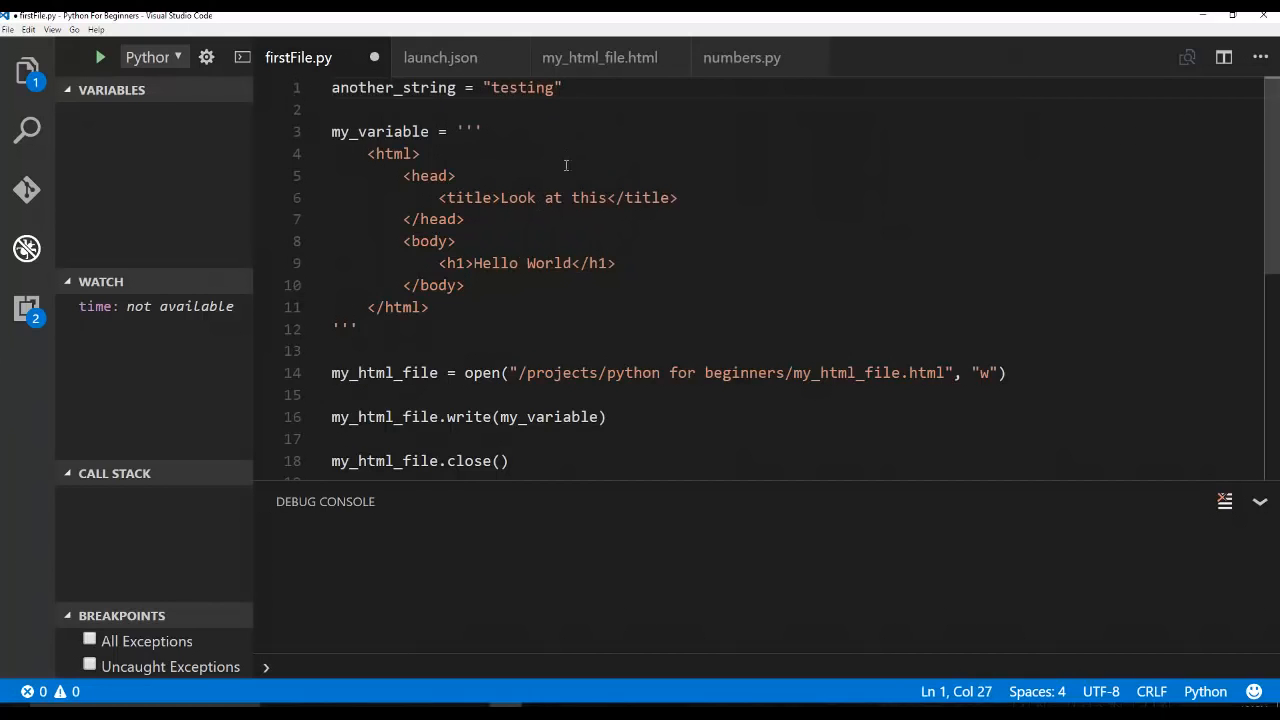 firstFile.py - Python For Beginners - Visual Studio Code
File Edit View Go Help
Python
firstFile.py
launch.json
my_html_file.html
numbers.py
1
2
VARIABLES
WATCH
time: not available
CALL STACK
BREAKPOINTS
All Exceptions
Uncaught Exceptions
1 another_string = "testing"
2
3 my_variable = '''
4 <html>
5 <head>
6 <title>Look at this</title>
7 </head>
8 <body>
9 <h1>Hello World</h1>
10 </body>
11 </html>
12 '''
13
14 my_html_file = open("/projects/python for beginners/my_html_file.html", "w")
15
16 my_html_file.write(my_variable)
17
18 my_html_file.close()
DEBUG CONSOLE
0 0 Ln 1, Col 27 Spaces: 4 UTF-8 CRLF Python